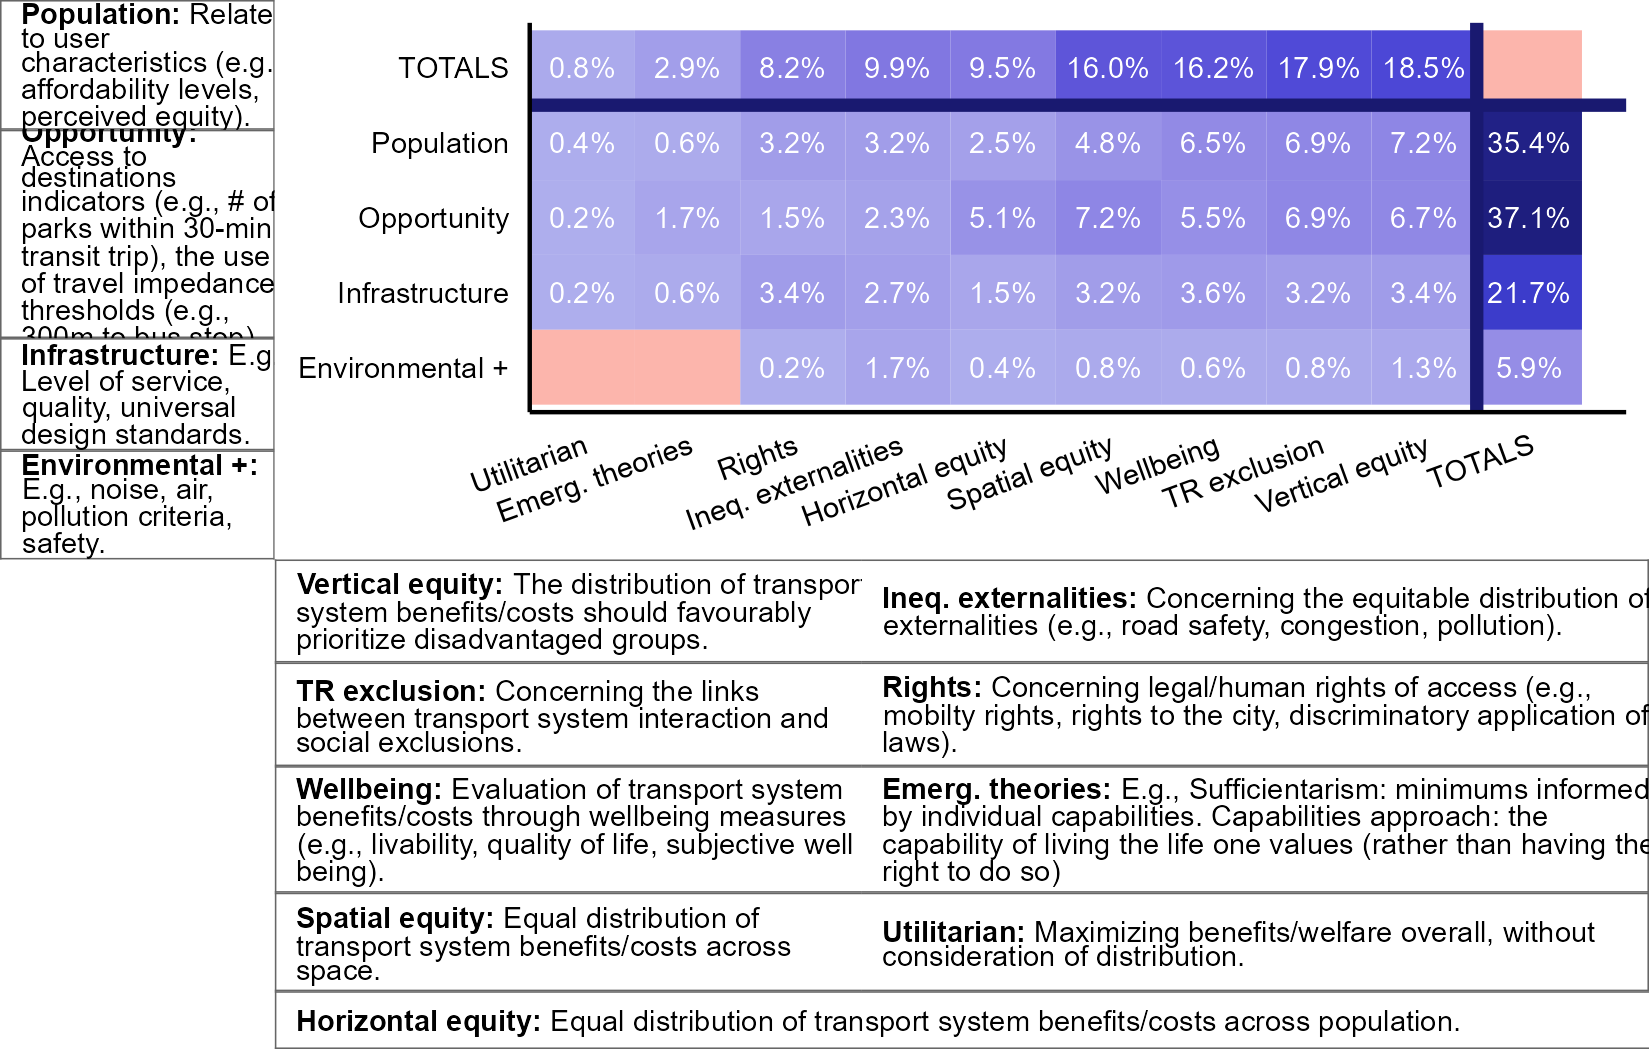 Population: Relate
to user
characteristics (e.g.
affordability levels,
perceived equity).
Opportunity:
Access to
destinations
indicators (e.g., # of
parks within 30-min
transit trip), the use
of travel impedance
thresholds (e.g.,
300m to bus stop)
Infrastructure: E.g
Level of service,
quality, universal
design standards.
Environmental +:
E.g., noise, air,
pollution criteria,
safety.
TOTALS 0.8% 2.9% 8.2% 9.9% 9.5% 16.0% 16.2% 17.9% 18.5%
Population 0.4% 0.6% 3.2% 3.2% 2.5% 4.8% 6.5% 6.9% 7.2% 35.4%
Opportunity 0.2% 1.7% 1.5% 2.3% 5.1% 7.2% 5.5% 6.9% 6.7% 37.1%
Infrastructure 0.2% 0.6% 3.4% 2.7% 1.5% 3.2% 3.6% 3.2% 3.4% 21.7%
Environmental + 0.2% 1.7% 0.4% 0.8% 0.6% 0.8% 1.3% 5.9%
Utilitarian
Emerg. theories
Rights
Ineq. externalities
Horizontal equity
Spatial equity
Wellbeing
TR exclusion
Vertical equity
TOTALS
Vertical equity: The distribution of transpor
system benefits/costs should favourably
prioritize disadvantaged groups.
Ineq. externalities: Concerning the equitable distribution of
externalities (e.g., road safety, congestion, pollution).
TR exclusion: Concerning the links
between transport system interaction and
social exclusions.
Rights: Concerning legal/human rights of access (e.g.,
mobilty rights, rights to the city, discriminatory application of
laws).
Wellbeing: Evaluation of transport system
benefits/costs through wellbeing measures
(e.g., livability, quality of life, subjective well
being).
Emerg. theories: E.g., Sufficientarism: minimums informed
by individual capabilities. Capabilities approach: the
capability of living the life one values (rather than having the
right to do so)
Spatial equity: Equal distribution of
transport system benefits/costs across
space.
Utilitarian: Maximizing benefits/welfare overall, without
consideration of distribution.
Horizontal equity: Equal distribution of transport system benefits/costs across population.